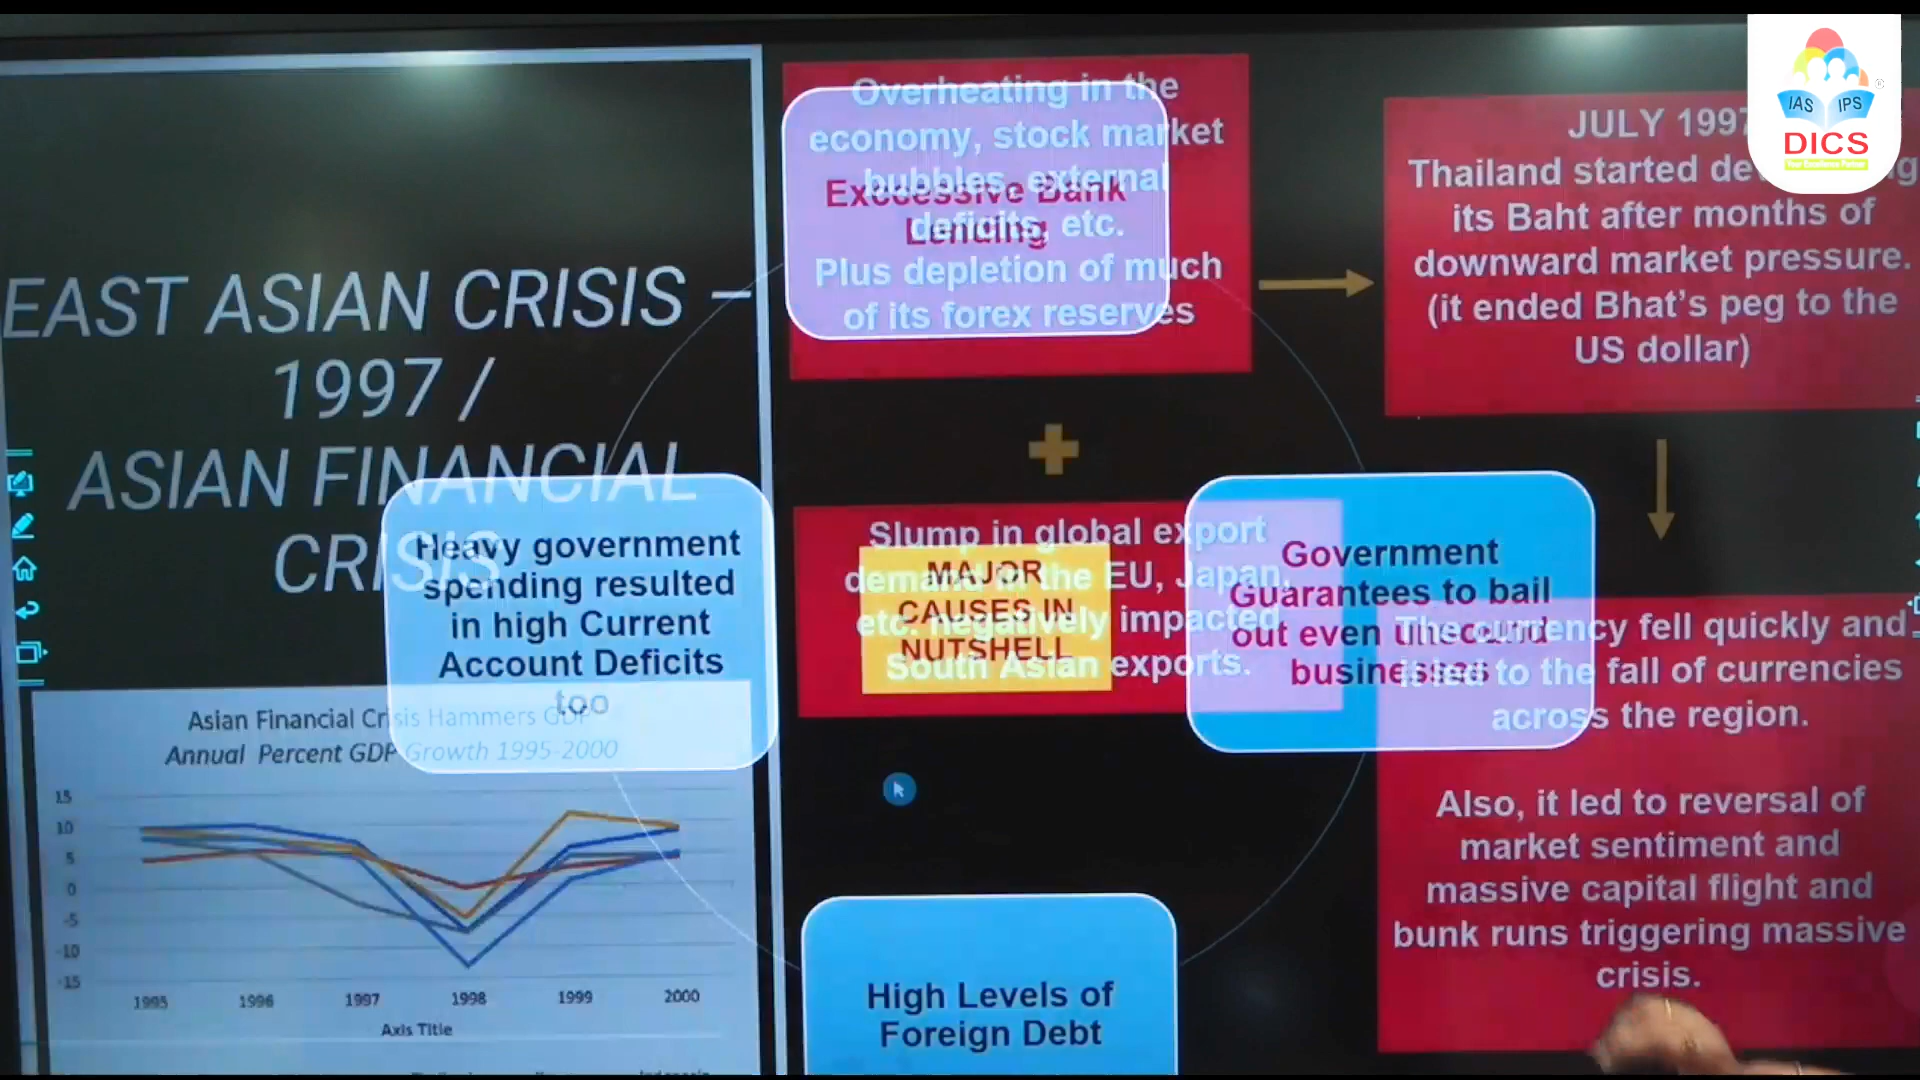 EAST ASIAN CRISIS –
1997 /
ASIAN FINANCIAL
CRISIS
Overheating in the
economy, stock market
bubbles, external
deficits, etc.
Plus depletion of much
of its forex reserves
Exccessive Bank
Lending
JULY 1997
Thailand started
its Baht after months of
downward market pressure.
(it ended Bhat's peg to the
US dollar)
IAS IPS
DICS
Slump in global export
demand in the EU, Japan,
etc. negatively impacted
South Asian exports.
MAJOR
CAUSES IN
NUTSHELL
Heavy government
spending resulted
in high Current
Account Deficits
too
Government
Guarantees to bail
out even unsound
businesses
The currency fell quickly and
it led to the fall of currencies
across the region.
Also, it led to reversal of
market sentiment and
massive capital flight and
bunk runs triggering massive
crisis.
High Levels of
Foreign Debt
Asian Financial Crisis Hammers GDP
Annual Percent GDP Growth 1995-2000
15
10
5
0
-5
-10
-15
1995 1996 1997 1998 1999 2000
Axis Title